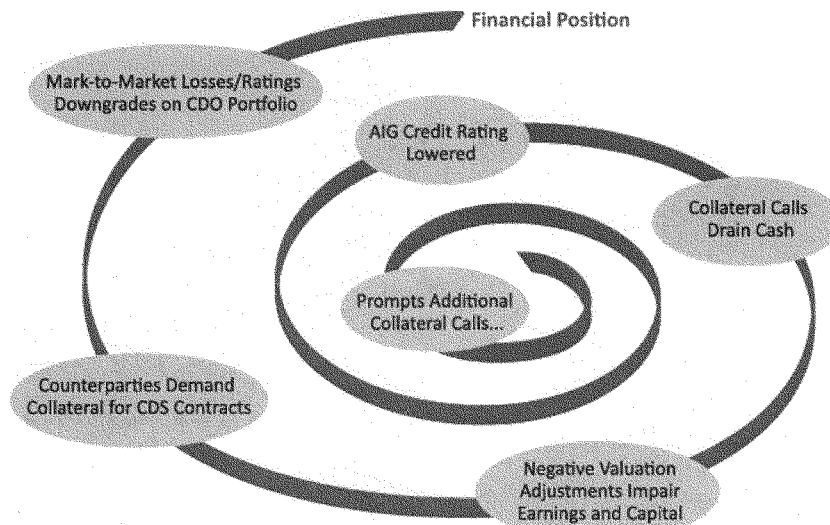 Financial Position
Mark-to-Market Losses/Ratings
Downgrades on CDO Portfolio
Counterparties Demand
Collateral for CDS Contracts
Negative Valuation
Adjustments Impair
Earnings and Capital
Collateral Calls
Drain Cash
AIG Credit Rating
Lowered
Prompts Additional
Collateral Calls...